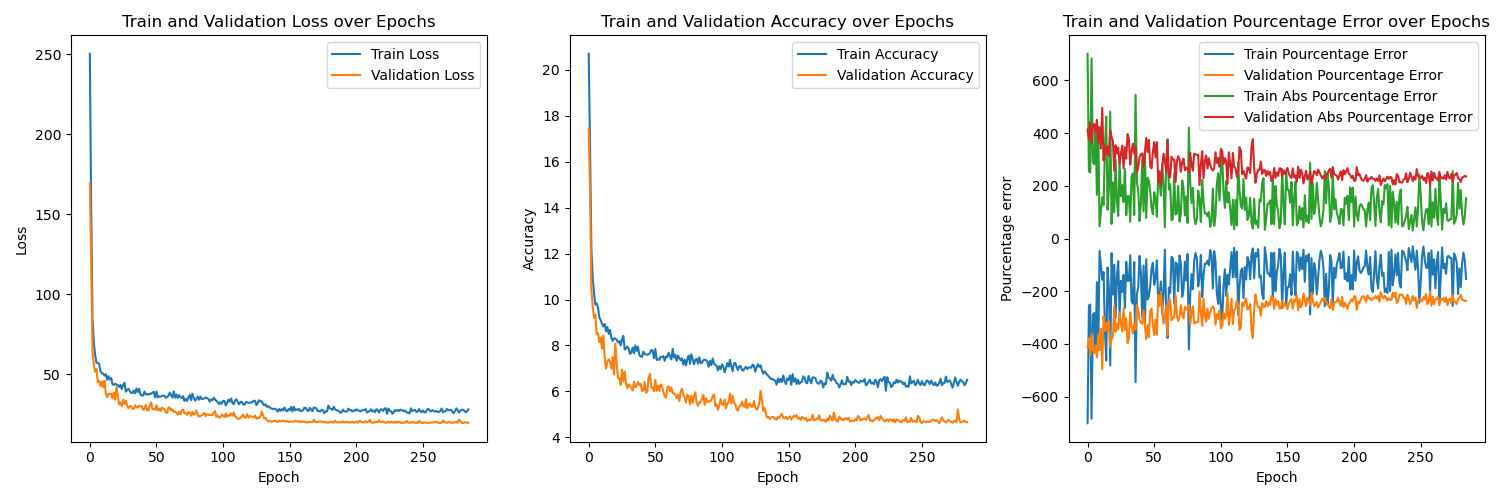 Train and Validation Loss over Epochs
Train Loss
Validation Loss
250
200
150
100
50
Loss
0
50
100
150
200
250
Epoch
Train and Validation Accuracy over Epochs
Train Accuracy
Validation Accuracy
20
18
16
14
12
10
8
6
4
Accuracy
0
50
100
150
200
250
Epoch
Train and Validation Pourcentage Error over Epochs
Train Pourcentage Error
Validation Pourcentage Error
Train Abs Pourcentage Error
Validation Abs Pourcentage Error
600
400
200
0
−200
−400
−600
Pourcentage error
0
50
100
150
200
250
Epoch